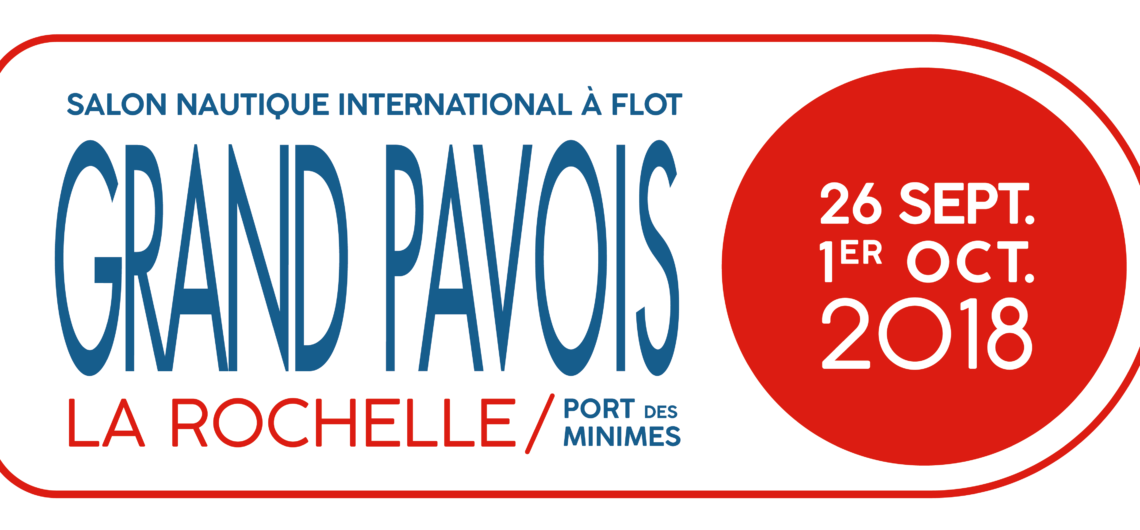 SALON NAUTIQUE INTERNATIONAL À FLOT
GRAND PAVOIS
LA ROCHELLE/PORT DES
MINIMES
26 SEPT.
1ER OCT.
2018